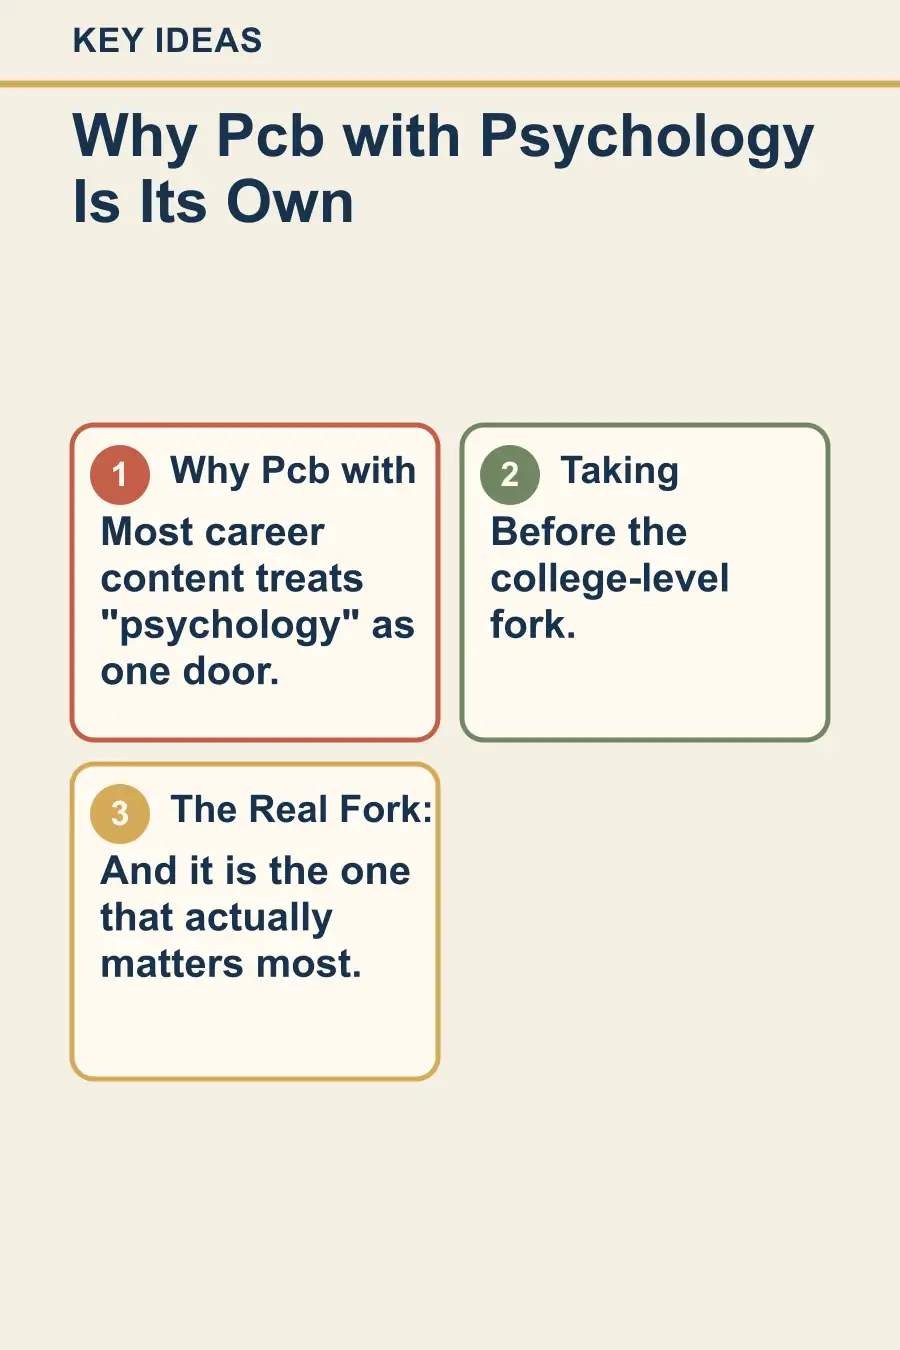 KEY IDEAS
Why Pcb with Psychology
Is Its Own
1 Why Pcb with
Most career
content treats
"psychology" as
one door.
2 Taking
Before the
college-level
fork.
3 The Real Fork:
And it is the one
that actually
matters most.